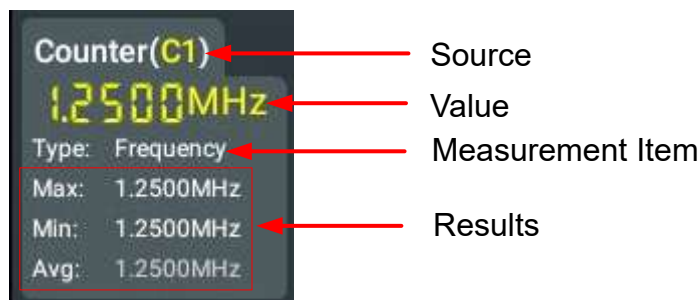 Counter(C1)
Source
1.2500MHz
Value
Type: Frequency
Measurement Item
Max: 1.2500MHz
Min: 1.2500MHz
Results
Avg: 1.2500MHz